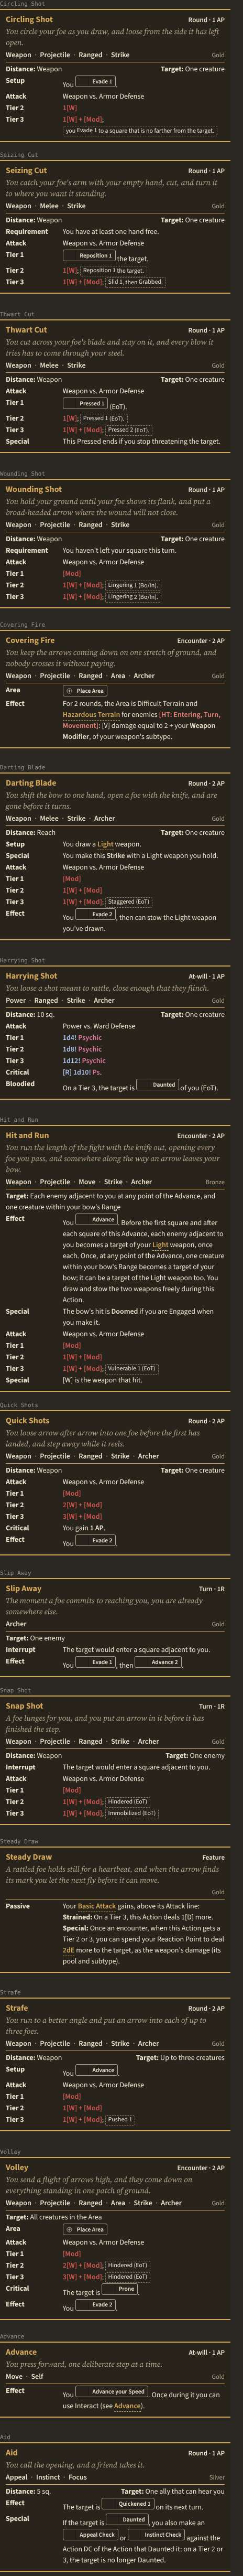 Circling Shot
Circling Shot Round · 1 AP
You circle your foe as you draw, and loose from the side it left
open.
Weapon · Projectile · Ranged · Strike Gold
Distance: Weapon Target: One creature
Setup You Evade 1.
Attack Weapon vs. Armor Defense
Tier 2 1[W]
Tier 3 1[W] + [Mod];
you Evade 1 to a square that is no farther from the target.
Seizing Cut
Seizing Cut Round · 1 AP
You catch your foe's arm with your empty hand, cut, and turn it
to where you want it standing.
Weapon · Melee · Strike Gold
Distance: Weapon Target: One creature
Requirement You have at least one hand free.
Attack Weapon vs. Armor Defense
Tier 1 Reposition 1 the target.
Tier 2 1[W]; Reposition 1 the target.
Tier 3 1[W] + [Mod]; Slid 1, then Grabbed.
Thwart Cut
Thwart Cut Round · 1 AP
You cut across your foe's blade and stay on it, and every blow it
tries has to come through your steel.
Weapon · Melee · Strike Gold
Distance: Weapon Target: One creature
Attack Weapon vs. Armor Defense
Tier 1 Pressed 1 (EoT).
Tier 2 1[W]; Pressed 1 (EoT).
Tier 3 1[W] + [Mod]; Pressed 2 (EoT).
Special This Pressed ends if you stop threatening the target.
Wounding Shot
Wounding Shot Round · 1 AP
You hold your ground until your foe shows its flank, and put a
broad-headed arrow where the wound will not close.
Weapon · Projectile · Ranged · Strike Gold
Distance: Weapon Target: One creature
Requirement You haven't left your square this turn.
Attack Weapon vs. Armor Defense
Tier 1 [Mod]
Tier 2 1[W] + [Mod]; Lingering 1 (Bo/In).
Tier 3 1[W] + [Mod]; Lingering 2 (Bo/In).
Covering Fire
Covering Fire Encounter · 2 AP
You keep the arrows coming down on one stretch of ground, and
nobody crosses it without paying.
Weapon · Projectile · Ranged · Area · Archer Gold
Area Place Area
Effect For 2 rounds, the Area is Difficult Terrain and
Hazardous Terrain for enemies [HT: Entering, Turn,
Movement]: [V] damage equal to 2 + your Weapon
Modifier, of your weapon's subtype.
Darting Blade
Darting Blade Round · 2 AP
You shift the bow to one hand, open a foe with the knife, and are
gone before it turns.
Weapon · Melee · Strike · Archer Gold
Distance: Reach Target: One creature
Setup You draw a Light weapon.
Special You make this Strike with a Light weapon you hold.
Tier 1 [Mod]
Tier 2 1[W] + [Mod]
Tier 3 1[W] + [Mod]; Staggered (EoT)
Effect You Evade 2, then can stow the Light weapon
you've drawn.
Harrying Shot
Harrying Shot At-will · 1 AP
You loose a shot meant to rattle, close enough that they flinch.
Power · Ranged · Strike · Archer Gold
Distance: 10 sq. Target: One creature
Attack Power vs. Ward Defense
Tier 1 1d4! Psychic
Tier 2 1d8! Psychic
Tier 3 1d12! Psychic
Critical [R] 1d10! Ps.
Bloodied On a Tier 3, the target is Daunted of you (EoT).
Hit and Run
Hit and Run Encounter · 2 AP
You run the length of the fight with the knife out, opening every
foe you pass, and somewhere along the way an arrow leaves your
bow.
Weapon · Projectile · Move · Strike · Archer Bronze
Target: Each enemy adjacent to you at any point of the Advance, and
one creature within your bow's Range
Effect You Advance. Before the first square and after
each square of this Advance, each enemy adjacent to
you becomes a target of your Light weapon, once
each. Once, at any point of the Advance, one creature
within your bow's Range becomes a target of your
bow; it can be a target of the Light weapon too. You
draw and stow the two weapons freely during this
Action.
Special The bow's hit is Doomed if you are Engaged when
you make it.
Attack Weapon vs. Armor Defense
Tier 1 [Mod]
Tier 2 1[W] + [Mod]
Tier 3 1[W] + [Mod]; Vulnerable 1 (EoT)
Special [W] is the weapon that hit.
Quick Shots
Quick Shots Round · 2 AP
You loose arrow after arrow into one foe before the first has
landed, and step away while it reels.
Weapon · Projectile · Ranged · Strike · Archer Gold
Distance: Weapon Target: One creature
Attack Weapon vs. Armor Defense
Tier 1 [Mod]
Tier 2 2[W] + [Mod]
Tier 3 3[W] + [Mod]
Critical You gain 1 AP.
Effect You Evade 2.
Slip Away
Slip Away Turn · 1R
The moment a foe commits to reaching you, you are already
somewhere else.
Archer Gold
Target: One enemy
Interrupt The target would enter a square adjacent to you.
Effect You Evade 1, then Advance 2.
Snap Shot
Snap Shot Turn · 1R
A foe lunges for you, and you put an arrow in it before it has
finished the step.
Weapon · Projectile · Ranged · Strike · Archer Gold
Distance: Weapon Target: One enemy
Interrupt The target would enter a square adjacent to you.
Attack Weapon vs. Armor Defense
Tier 1 [Mod]
Tier 2 1[W] + [Mod]; Hindered (EoT)
Tier 3 1[W] + [Mod]; Immobilized (EoT)
Steady Draw
Steady Draw Feature
A rattled foe holds still for a heartbeat, and when the arrow finds
its mark you let the next fly before it can move.
Gold
Passive Your Basic Attack gains, above its Attack line:
Strained: On a Tier 3, this Action deals 1[D] more.
Special: Once an encounter, when this Action gets a
Tier 2 or 3, you can spend your Reaction Point to deal
2dE more to the target, as the weapon's damage (its
pool and subtype).
Strafe
Strafe Round · 2 AP
You run to a better angle and put an arrow into each of up to
three foes.
Weapon · Projectile · Ranged · Strike · Archer Gold
Distance: Weapon Target: Up to three creatures
Setup You Advance.
Attack Weapon vs. Armor Defense
Tier 1 [Mod]
Tier 2 1[W] + [Mod]
Tier 3 1[W] + [Mod]; Pushed 1
Volley
Volley Encounter · 2 AP
You send a flight of arrows high, and they come down on
everything standing in one patch of ground.
Weapon · Projectile · Ranged · Area · Strike · Archer Gold
Target: All creatures in the Area
Area Place Area
Attack Weapon vs. Armor Defense
Tier 1 [Mod]
Tier 2 2[W] + [Mod]; Hindered (EoT)
Tier 3 3[W] + [Mod]; Hindered (EoT)
Critical The target is Prone.
Effect You Evade 2.
Advance
Advance At-will · 1 AP
You press forward, one deliberate step at a time.
Move · Self Gold
Effect You Advance your Speed. Once during it you can
use Interact (see Advance).
Aid
Aid Round · 1 AP
You call the opening, and a friend takes it.
Appeal · Instinct · Focus Silver
Distance: 5 sq. Target: One ally that can hear you
Effect The target is Quickened 1 on its next turn.
Special If the target is Daunted, you also make an
Appeal Check or Instinct Check against the
Action DC of the Action that Daunted it: on a Tier 2 or
3, the target is no longer Daunted.